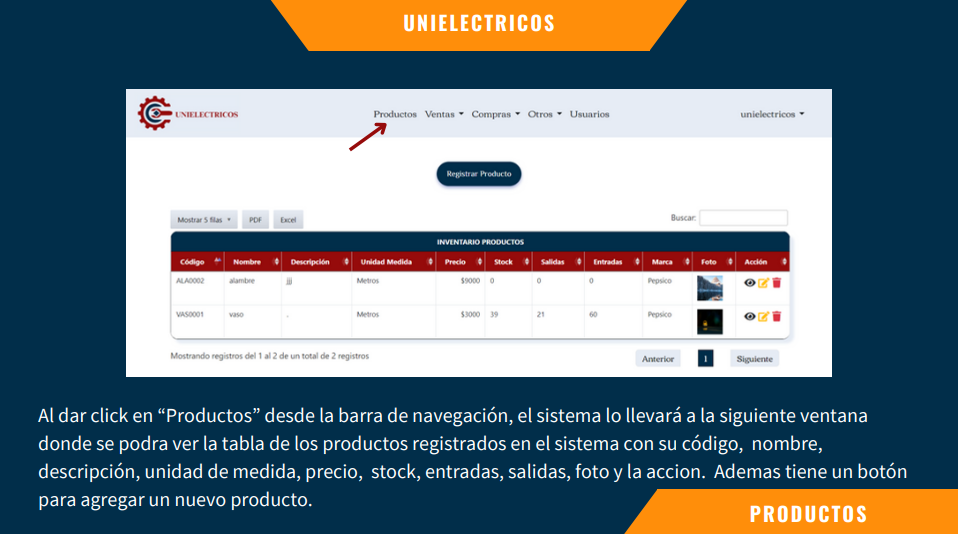 UNIELECTRICOS
UNIELECTRICOS
Productos Ventas Compras Otros Usuarios unielectricos
Registrar Producto
Mostrar 5 filas PDF Excel Buscar:
INVENTARIO PRODUCTOS
Código Nombre Descripción Unidad Medida Precio Stock Salidas Entradas Marca Foto Acción
ALA0002 alambre jjj Metros $9000 0 0 0 Pepsico
VAS0001 vaso . Metros $3000 39 21 60 Pepsico
Mostrando registros del 1 al 2 de un total de 2 registros
Anterior 1 Siguiente
Al dar click en “Productos” desde la barra de navegación, el sistema lo llevará a la siguiente ventana
donde se podra ver la tabla de los productos registrados en el sistema con su código, nombre,
descripción, unidad de medida, precio, stock, entradas, salidas, foto y la accion. Ademas tiene un botón
para agregar un nuevo producto.
PRODUCTOS